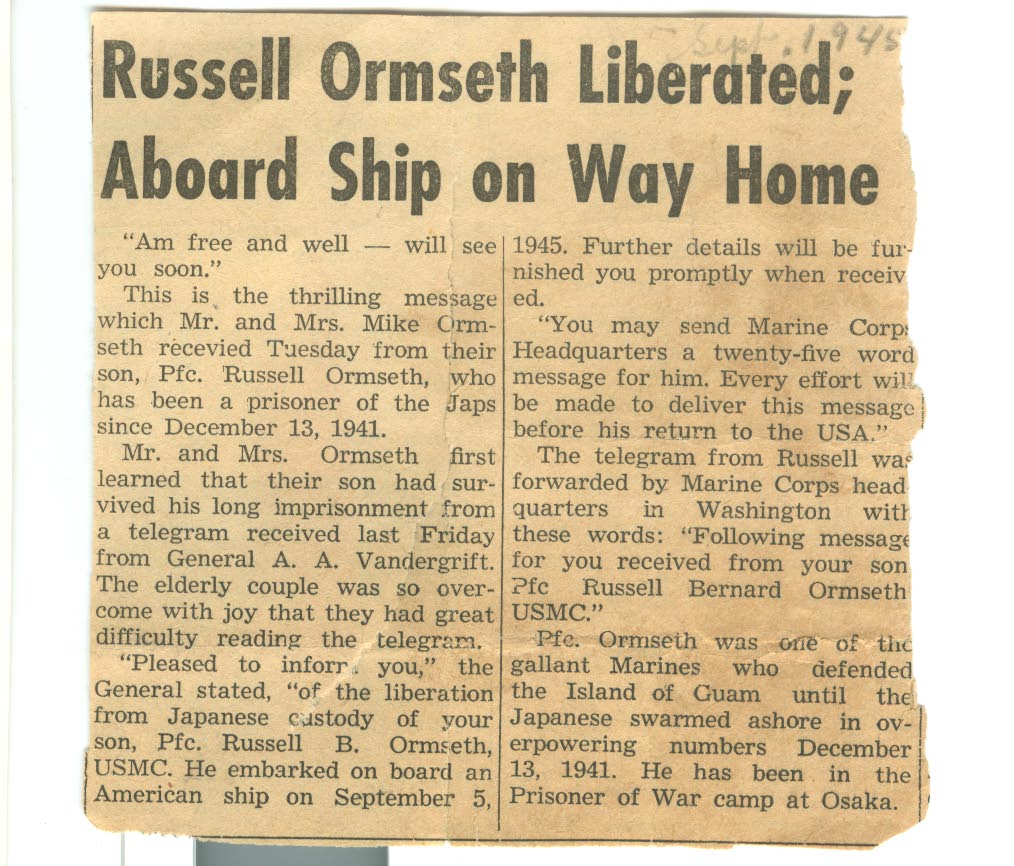 Sept. 1945
Russell Ormseth Liberated;
Aboard Ship on Way Home
"Am free and well — will see
you soon."
This is the thrilling message
which Mr. and Mrs. Mike Orm-
seth recevied Tuesday from their
son, Pfc. Russell Ormseth, who
has been a prisoner of the Japs
since December 13, 1941.
Mr. and Mrs. Ormseth first
learned that their son had sur-
vived his long imprisonment from
a telegram received last Friday
from General A. A. Vandergrift.
The elderly couple was so over-
come with joy that they had great
difficulty reading the telegram.
"Pleased to inform you," the
General stated, "of the liberation
from Japanese custody of your
son, Pfc. Russell B. Ormseth,
USMC. He embarked on board an
American ship on September 5,
1945. Further details will be fur-
nished you promptly when receiv
ed.
"You may send Marine Corps
Headquarters a twenty-five word
message for him. Every effort will
be made to deliver this message
before his return to the USA."
The telegram from Russell was
forwarded by Marine Corps head
quarters in Washington with
these words: "Following message
for you received from your son
Pfc Russell Bernard Ormseth
USMC."
Pfc. Ormseth was one of the
gallant Marines who defended
the Island of Guam until the
Japanese swarmed ashore in ov-
erpowering numbers December
13, 1941. He has been in the
Prisoner of War camp at Osaka.